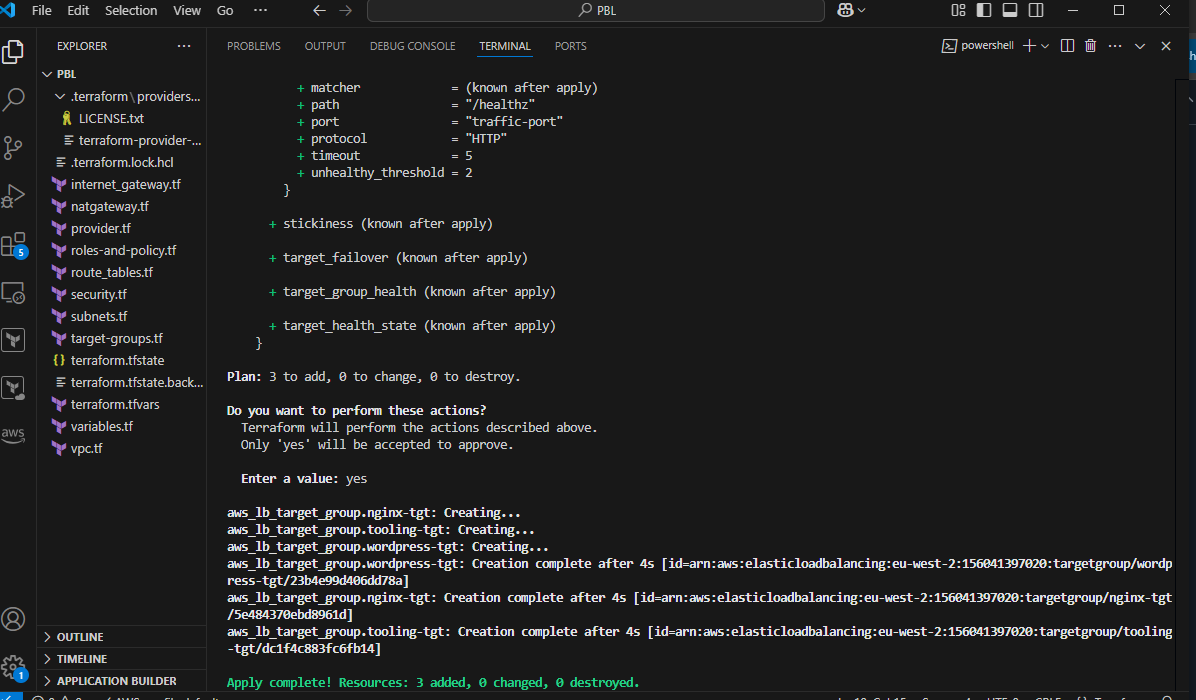 File Edit Selection View Go ··· PBL
EXPLORER ···
PBL
.terraform\providers...
LICENSE.txt
terraform-provider-...
.terraform.lock.hcl
internet_gateway.tf
natgateway.tf
provider.tf
roles-and-policy.tf
route_tables.tf
security.tf
subnets.tf
target-groups.tf
{} terraform.tfstate
terraform.tfstate.back...
terraform.tfvars
variables.tf
vpc.tf
OUTLINE
TIMELINE
APPLICATION BUILDER
5
aws
1
PROBLEMS OUTPUT DEBUG CONSOLE TERMINAL PORTS powershell
+ matcher = (known after apply)
+ path = "/healthz"
+ port = "traffic-port"
+ protocol = "HTTP"
+ timeout = 5
+ unhealthy_threshold = 2
}
+ stickiness (known after apply)
+ target_failover (known after apply)
+ target_group_health (known after apply)
+ target_health_state (known after apply)
}
Plan: 3 to add, 0 to change, 0 to destroy.
Do you want to perform these actions?
Terraform will perform the actions described above.
Only 'yes' will be accepted to approve.
Enter a value: yes
aws_lb_target_group.nginx-tgt: Creating...
aws_lb_target_group.tooling-tgt: Creating...
aws_lb_target_group.wordpress-tgt: Creating...
aws_lb_target_group.wordpress-tgt: Creation complete after 4s [id=arn:aws:elasticloadbalancing:eu-west-2:156041397020:targetgroup/wordp
ress-tgt/23b4e99d406dd78a]
aws_lb_target_group.nginx-tgt: Creation complete after 4s [id=arn:aws:elasticloadbalancing:eu-west-2:156041397020:targetgroup/nginx-tgt
/5e484370ebd8961d]
aws_lb_target_group.tooling-tgt: Creation complete after 4s [id=arn:aws:elasticloadbalancing:eu-west-2:156041397020:targetgroup/tooling
-tgt/dc1f4c883fc6fb14]
Apply complete! Resources: 3 added, 0 changed, 0 destroyed.